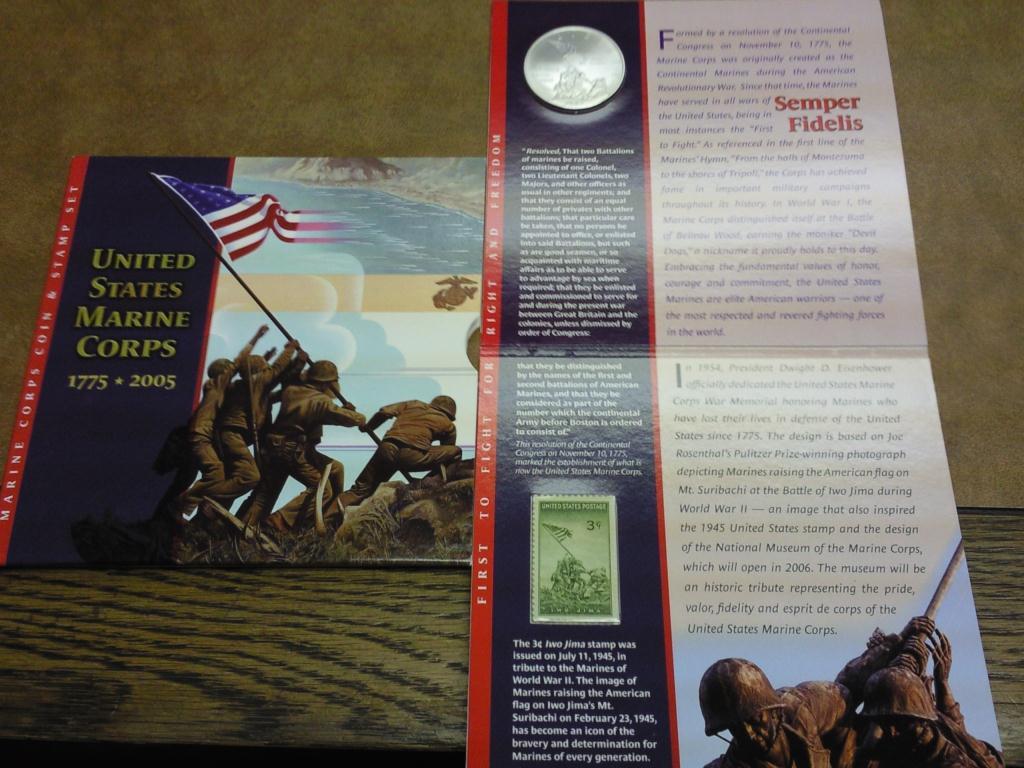 MARINE CORPS COIN & STAMP SET
UNITED
STATES
MARINE
CORPS
1775 ★ 2005
FIRST TO FIGHT FOR RIGHT AND FREEDOM
"Resolved, That two Battalions
of marines be raised,
consisting of one Colonel,
two Lieutenant Colonels, two
Majors, and other officers as
usual in other regiments; and
that they consist of an equal
number of privates with other
battalions; that particular care
be taken, that no persons be
appointed to office, or enlisted
into said Battalions, but such
as are good seamen, or so
acquainted with maritime
affairs as to be able to serve
to advantage by sea when
required; that they be enlisted
and commissioned to serve for
and during the present war
between Great Britain and the
colonies, unless dismissed by
order of Congress:
that they be distinguished
by the names of the first and
second battalions of American
Marines, and that they be
considered as part of the
number which the continental
Army before Boston is ordered
to consist of."
This resolution of the Continental
Congress on November 10, 1775,
marked the establishment of what is
now the United States Marine Corps.
UNITED STATES POSTAGE
3¢
IWO JIMA
The 3¢ Iwo Jima stamp was
issued on July 11, 1945, in
tribute to the Marines of
World War II. The image of
Marines raising the American
flag on Iwo Jima's Mt.
Suribachi on February 23, 1945,
has become an icon of the
bravery and determination for
Marines of every generation.
Formed by a resolution of the Continental
Congress on November 10, 1775, the
Marine Corps was originally created as the
Continental Marines during the American
Revolutionary War. Since that time, the Marines
have served in all wars of
the United States, being in
most instances the "First
Semper
Fidelis
to Fight." As referenced in the first line of the
Marines' Hymn, "From the halls of Montezuma
to the shores of Tripoli," the Corps has achieved
fame in important military campaigns
throughout its history. In World War I, the
Marine Corps distinguished itself at the Battle
of Belleau Wood, earning the moniker "Devil
Dogs," a nickname it proudly holds to this day.
Embracing the fundamental values of honor,
courage and commitment, the United States
Marines are elite American warriors — one of
the most respected and revered fighting forces
in the world.
In 1954, President Dwight D. Eisenhower
officially dedicated the United States Marine
Corps War Memorial honoring Marines who
have lost their lives in defense of the United
States since 1775. The design is based on Joe
Rosenthal's Pulitzer Prize-winning photograph
depicting Marines raising the American flag on
Mt. Suribachi at the Battle of Iwo Jima during
World War II — an image that also inspired
the 1945 United States stamp and the design
of the National Museum of the Marine Corps,
which will open in 2006. The museum will be
an historic tribute representing the pride,
valor, fidelity and esprit de corps of the
United States Marine Corps.